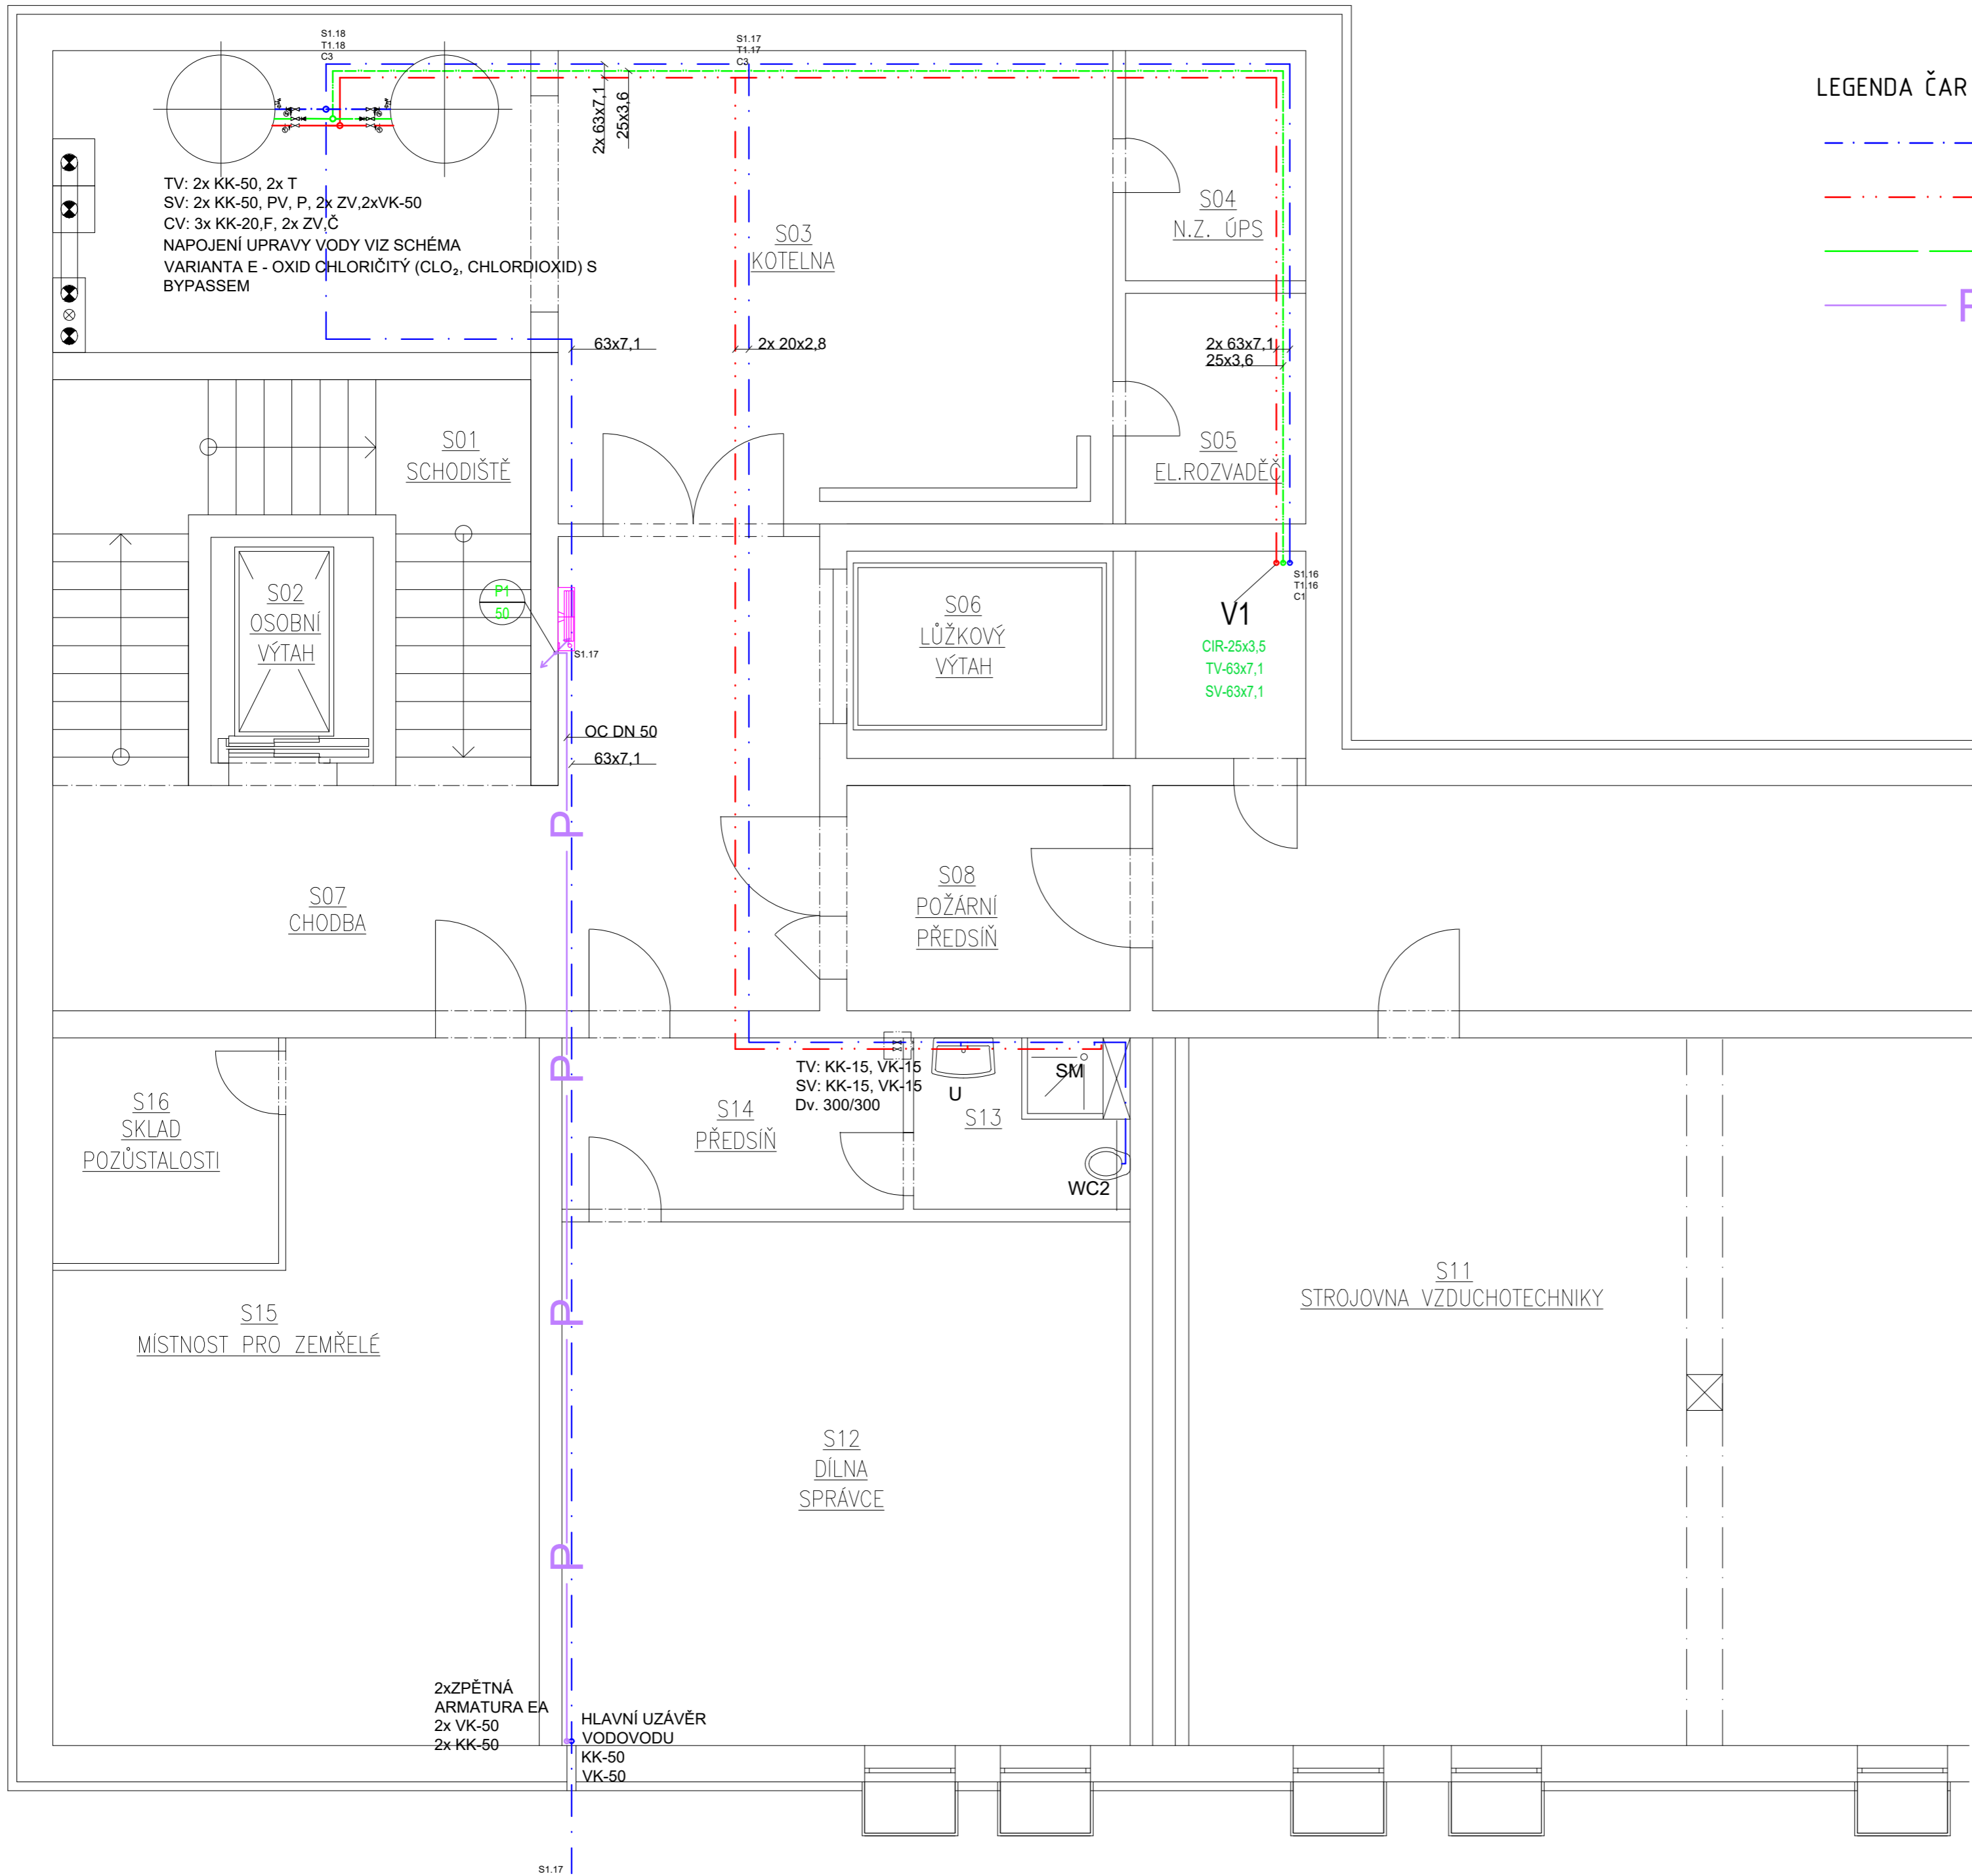 S1.18
T1.18
C3
S1.17
T1.17
C3
LEGENDA ČAR
2x 63x7,1
25x3,6
TV: 2x KK-50, 2x T
SV: 2x KK-50, PV, P, 2x ZV,2xVK-50
CV: 3x KK-20,F, 2x ZV,Č
NAPOJENÍ UPRAVY VODY VIZ SCHÉMA
VARIANTA E - OXID CHLORIČITÝ (CLO₂, CHLORDIOXID) S
BYPASSEM
S03
KOTELNA
S04
N.Z. ÚPS
P
63x7,1
2x 20x2,8
2x 63x7,1
25x3,6
S01
SCHODIŠTĚ
S05
EL.ROZVADĚČ
S02
OSOBNÍ
VÝTAH
P1
50
S1.17
S06
LŮŽKOVÝ
VÝTAH
S1.16
T1.16
C1
V1
CIR-25x3,5
TV-63x7,1
SV-63x7,1
OC DN 50
63x7,1
P
S07
CHODBA
S08
POŽÁRNÍ
PŘEDSÍŇ
P
TV: KK-15, VK-15
SV: KK-15, VK-15
Dv. 300/300
U
SM
S13
S14
PŘEDSÍŇ
WC2
S16
SKLAD
POZŮSTALOSTI
S11
STROJOVNA VZDUCHOTECHNIKY
S15
MÍSTNOST PRO ZEMŘELÉ
P
S12
DÍLNA
SPRÁVCE
P
2xZPĚTNÁ
ARMATURA EA
2x VK-50
2x KK-50
HLAVNÍ UZÁVĚR
VODOVODU
KK-50
VK-50
S1.17